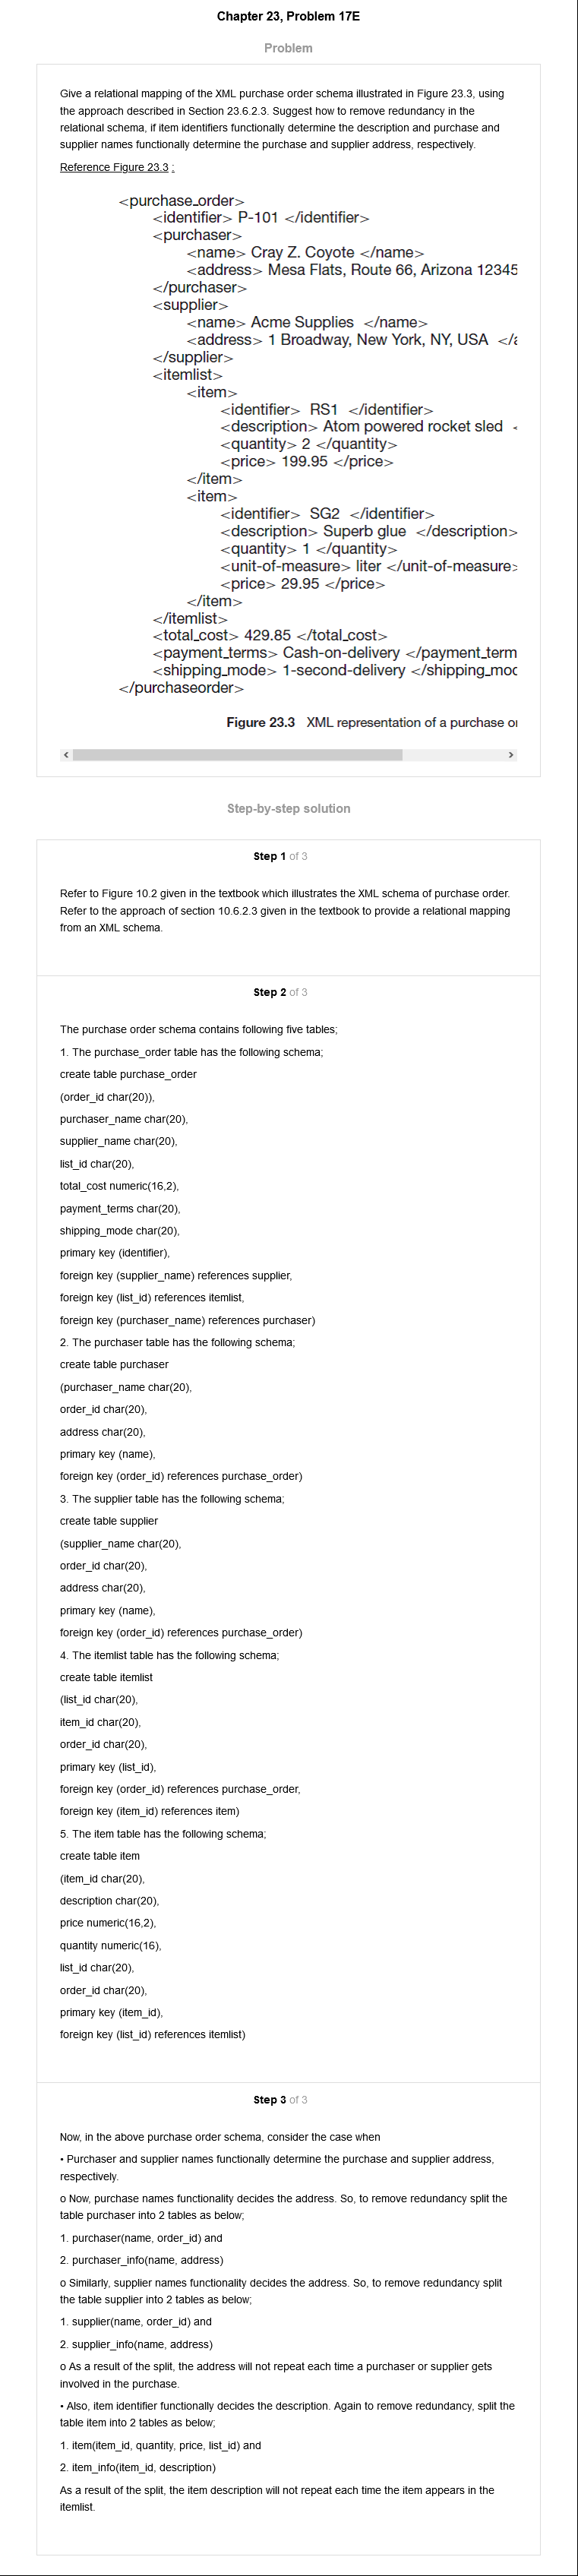 Chapter 23, Problem 17E
Problem
Give a relational mapping of the XML purchase order schema illustrated in Figure 23.3, using
the approach described in Section 23.6.2.3. Suggest how to remove redundancy in the
relational schema, if item identifiers functionally determine the description and purchase and
supplier names functionally determine the purchase and supplier address, respectively.
Reference Figure 23.3 :
<purchase_order>
<identifier> P-101 </identifier>
<purchaser>
<name> Cray Z. Coyote </name>
<address> Mesa Flats, Route 66, Arizona 12345
</purchaser>
<supplier>
<name> Acme Supplies </name>
<address> 1 Broadway, New York, NY, USA </a
</supplier>
<itemlist>
<item>
<identifier> RS1 </identifier>
<description> Atom powered rocket sled <
<quantity> 2 </quantity>
<price> 199.95 </price>
</item>
<item>
<identifier> SG2 </identifier>
<description> Superb glue </description>
<quantity> 1 </quantity>
<unit-of-measure> liter </unit-of-measure>
<price> 29.95 </price>
</item>
</itemlist>
<total_cost> 429.85 </total_cost>
<payment_terms> Cash-on-delivery </payment_term
<shipping_mode> 1-second-delivery </shipping_mod
</purchaseorder>
Figure 23.3 XML representation of a purchase or
Step-by-step solution
Step 1 of 3
Refer to Figure 10.2 given in the textbook which illustrates the XML schema of purchase order.
Refer to the approach of section 10.6.2.3 given in the textbook to provide a relational mapping
from an XML schema.
Step 2 of 3
The purchase order schema contains following five tables;
1. The purchase_order table has the following schema;
create table purchase_order
(order_id char(20)),
purchaser_name char(20),
supplier_name char(20),
list_id char(20),
total_cost numeric(16,2),
payment_terms char(20),
shipping_mode char(20),
primary key (identifier),
foreign key (supplier_name) references supplier,
foreign key (list_id) references itemlist,
foreign key (purchaser_name) references purchaser)
2. The purchaser table has the following schema;
create table purchaser
(purchaser_name char(20),
order_id char(20),
address char(20),
primary key (name),
foreign key (order_id) references purchase_order)
3. The supplier table has the following schema;
create table supplier
(supplier_name char(20),
order_id char(20),
address char(20),
primary key (name),
foreign key (order_id) references purchase_order)
4. The itemlist table has the following schema;
create table itemlist
(list_id char(20),
item_id char(20),
order_id char(20),
primary key (list_id),
foreign key (order_id) references purchase_order,
foreign key (item_id) references item)
5. The item table has the following schema;
create table item
(item_id char(20),
description char(20),
price numeric(16,2),
quantity numeric(16),
list_id char(20),
order_id char(20),
primary key (item_id),
foreign key (list_id) references itemlist)
Step 3 of 3
Now, in the above purchase order schema, consider the case when
• Purchaser and supplier names functionally determine the purchase and supplier address,
respectively.
o Now, purchase names functionality decides the address. So, to remove redundancy split the
table purchaser into 2 tables as below;
1. purchaser(name, order_id) and
2. purchaser_info(name, address)
o Similarly, supplier names functionality decides the address. So, to remove redundancy split
the table supplier into 2 tables as below;
1. supplier(name, order_id) and
2. supplier_info(name, address)
o As a result of the split, the address will not repeat each time a purchaser or supplier gets
involved in the purchase.
• Also, item identifier functionally decides the description. Again to remove redundancy, split the
table item into 2 tables as below;
1. item(item_id, quantity, price, list_id) and
2. item_info(item_id, description)
As a result of the split, the item description will not repeat each time the item appears in the
itemlist.